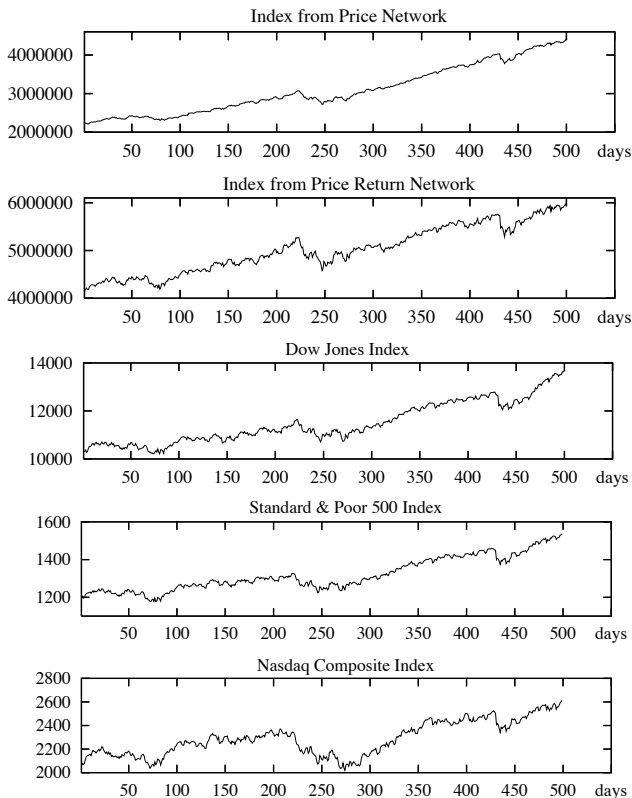 Index from Price Network
4000000
3000000
2000000
50 100 150 200 250 300 350 400 450 500 days
Index from Price Return Network
6000000
5000000
4000000
50 100 150 200 250 300 350 400 450 500 days
Dow Jones Index
14000
12000
10000
50 100 150 200 250 300 350 400 450 500 days
Standard & Poor 500 Index
1600
1400
1200
50 100 150 200 250 300 350 400 450 500 days
Nasdaq Composite Index
2800
2600
2400
2200
2000
50 100 150 200 250 300 350 400 450 500 days